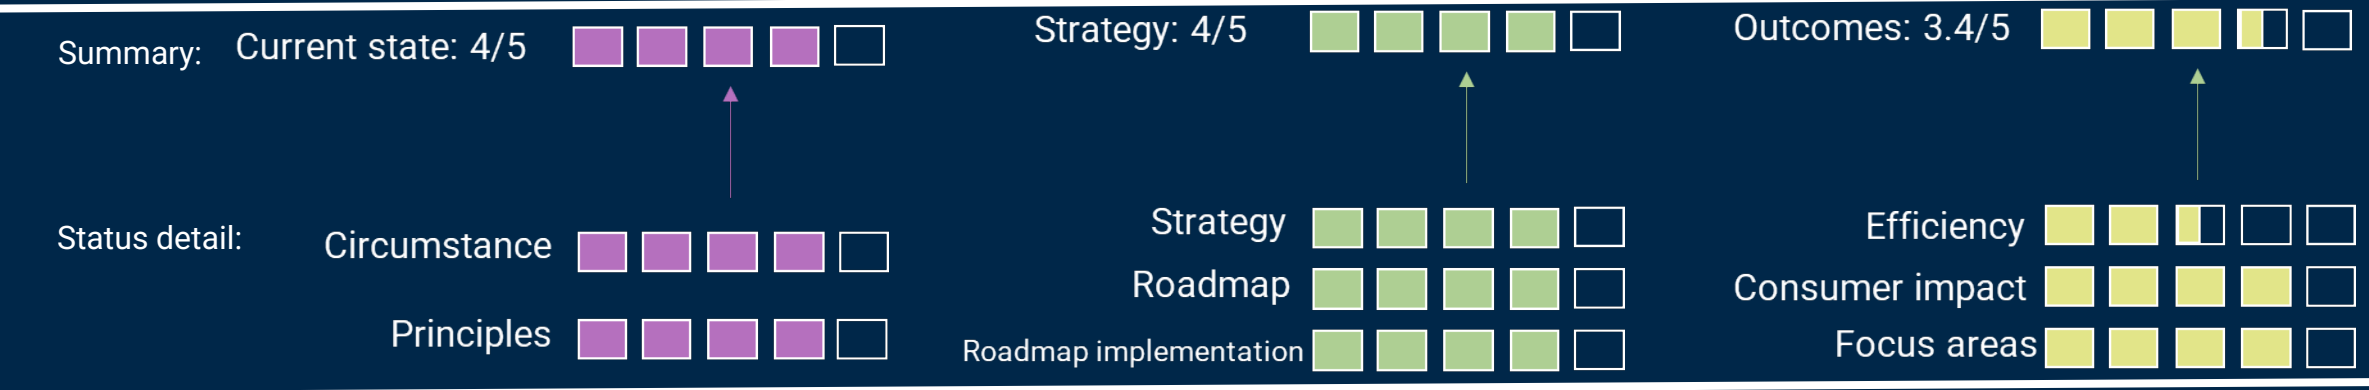 Summary:
Current state: 4/5
Strategy: 4/5
Outcomes: 3.4/5
Status detail:
Circumstance
Principles
Strategy
Roadmap
Roadmap implementation
Efficiency
Consumer impact
Focus areas